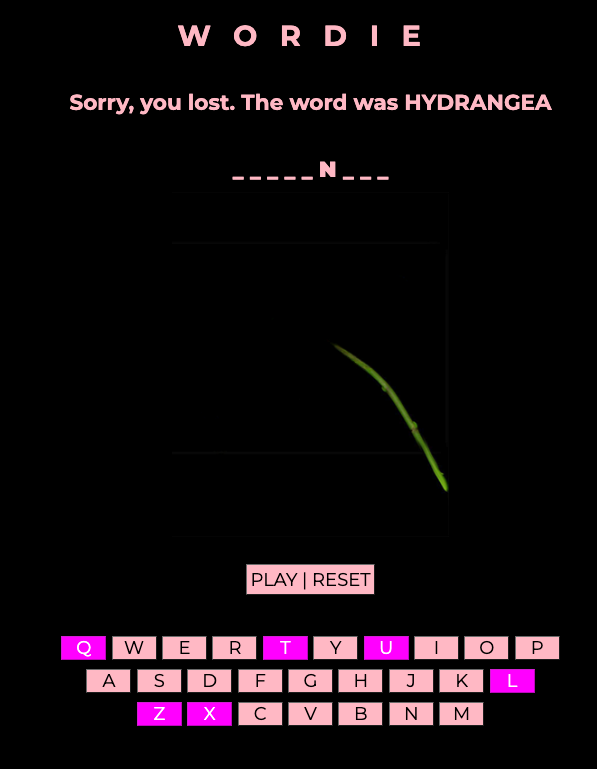 W O R D I E
Sorry, you lost. The word was HYDRANGEA
_ _ _ _ _ N _ _ _
PLAY | RESET
Q W E R T Y U I O P
A S D F G H J K L
Z X C V B N M